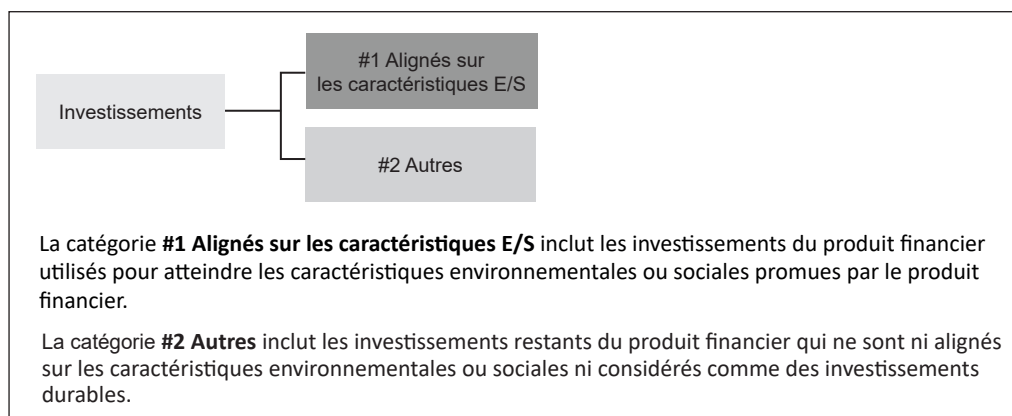 #1 Alignés sur
les caractéristiques E/S
Investissements
#2 Autres
La catégorie #1 Alignés sur les caractéristiques E/S inclut les investissements du produit financier
utilisés pour atteindre les caractéristiques environnementales ou sociales promues par le produit
financier.
La catégorie #2 Autres inclut les investissements restants du produit financier qui ne sont ni alignés
sur les caractéristiques environnementales ou sociales ni considérés comme des investissements
durables.